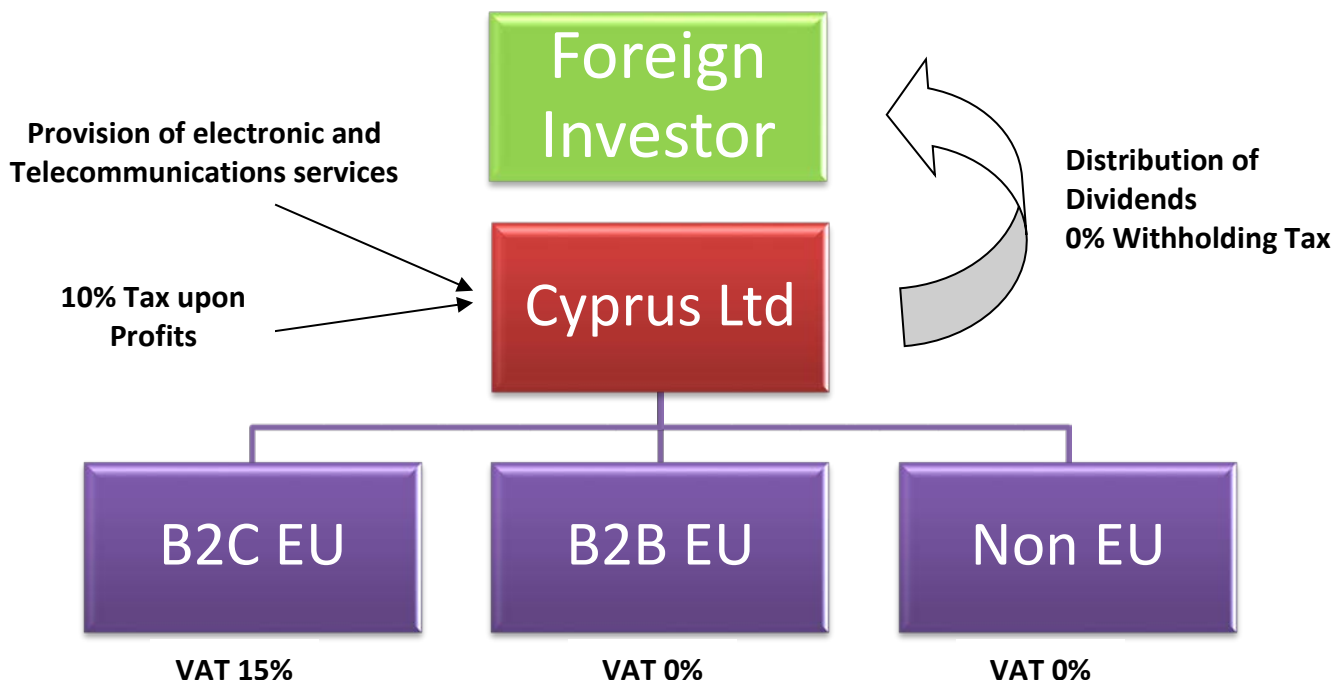 Foreign
Investor
Provision of electronic and
Telecommunications services
Distribution of
Dividends
0% Withholding Tax
10% Tax upon
Profits
Cyprus Ltd
B2C EU
B2B EU
Non EU
VAT 15%
VAT 0%
VAT 0%